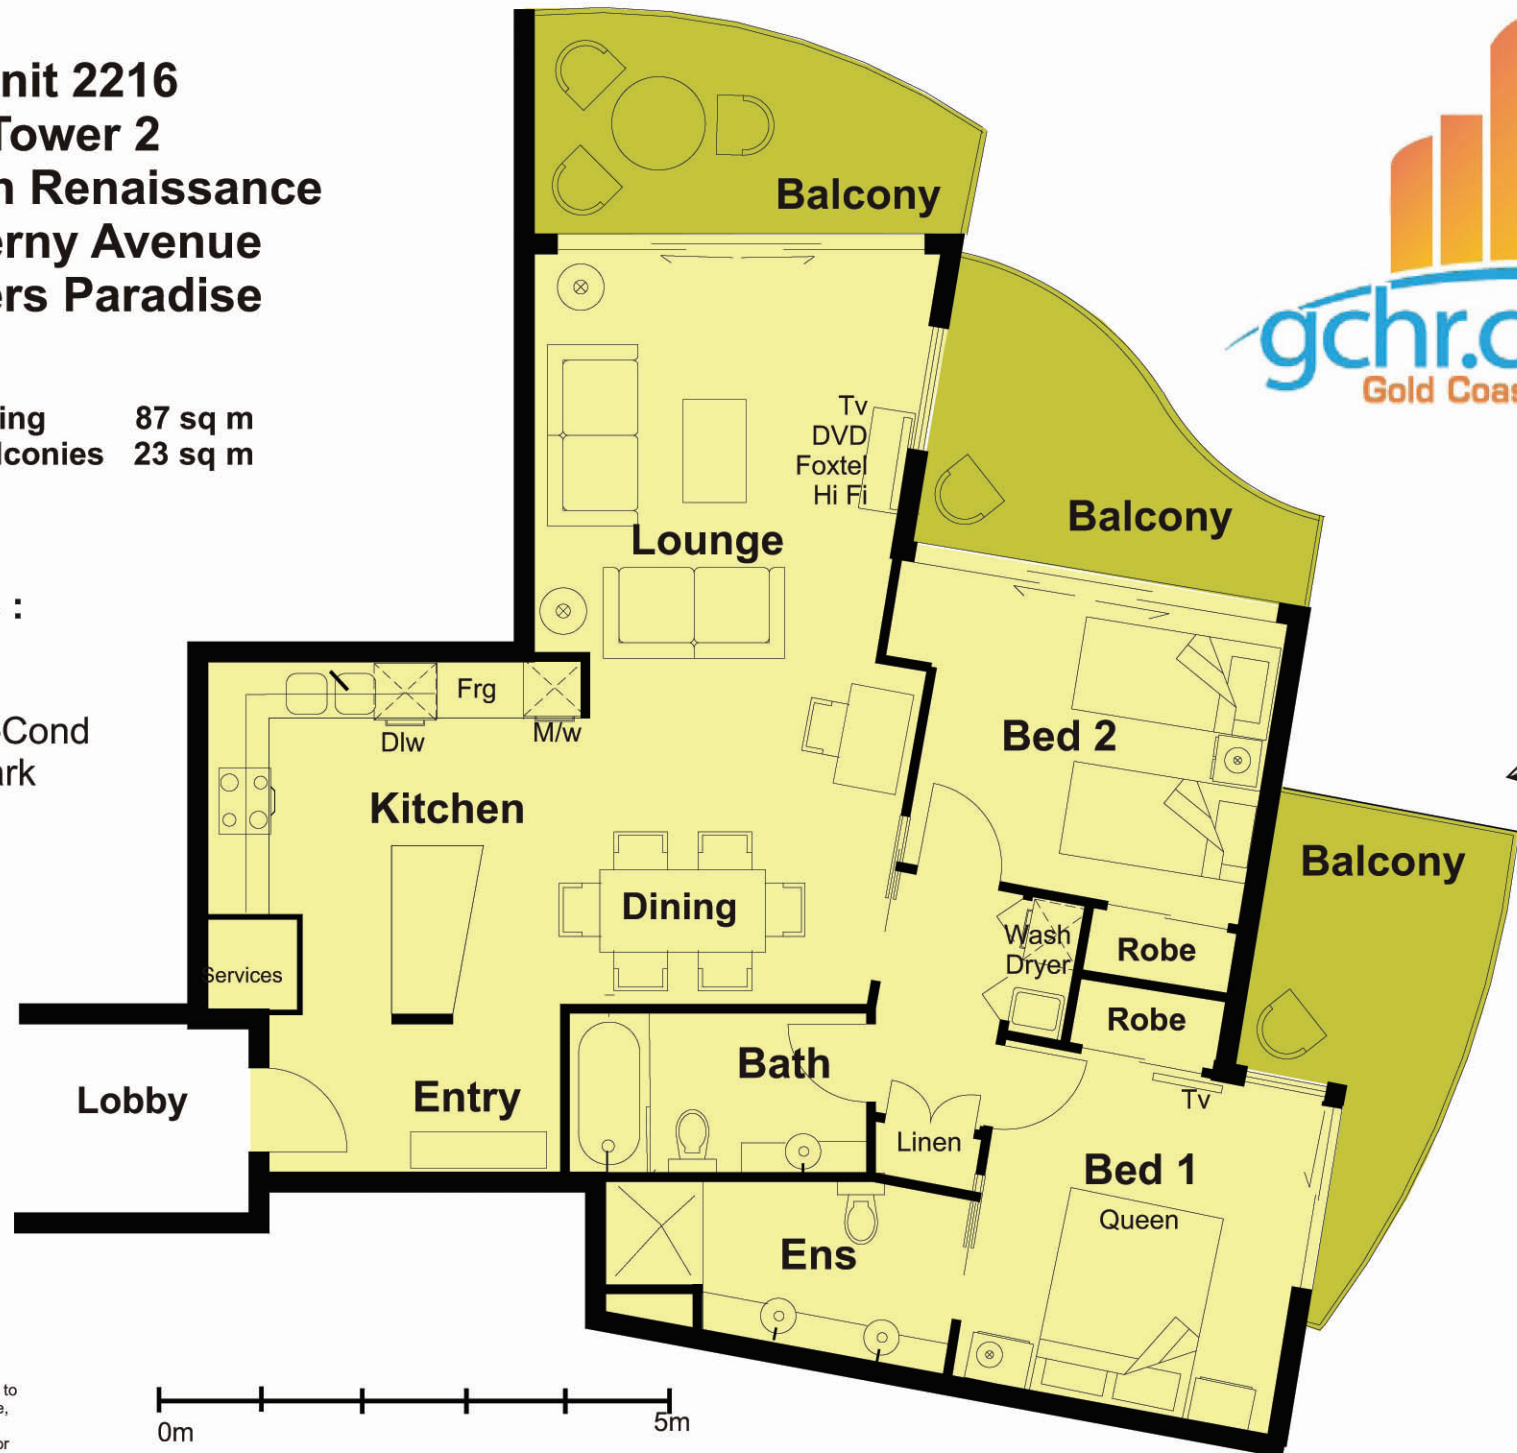 nit 2216
Tower 2
n Renaissance
erny Avenue
ers Paradise
ing 87 sq m
lconies 23 sq m
:
Cond
ark
gchr.c
Gold Coas
Balcony
Tv
DVD
Foxtel
Hi Fi
Balcony
Lounge
Frg
Dlw
M/w
Bed 2
Kitchen
Balcony
Dining
Wash
Dryer
Robe
Services
Robe
Bath
Lobby
Entry
Tv
Linen
Bed 1
Queen
Ens
to
e,
or
0m
5m